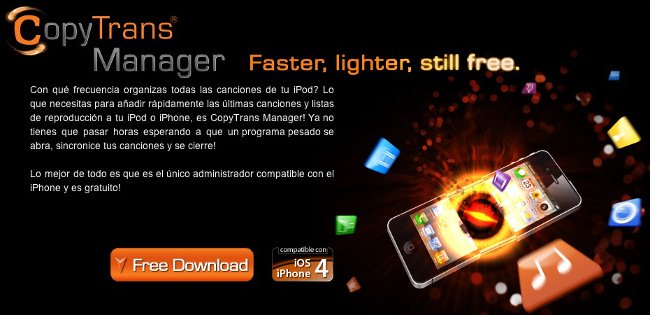 CopyTrans®
Manager
Faster, lighter, still free.
Con qué frecuencia organizas todas las canciones de tu iPod? Lo
que necesitas para añadir rápidamente las últimas canciones y listas
de reproducción a tu iPod o iPhone, es CopyTrans Manager! Ya no
tienes que pasar horas esperando a que un programa pesado se
abra, sincronice tus canciones y se cierre!
Lo mejor de todo es que es el único administrador compatible con el
iPhone y es gratuito!
Free Download
compatible con
iOS
iPhone 4